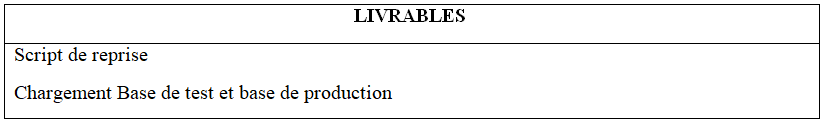 LIVRABLES
Script de reprise
Chargement Base de test et base de production